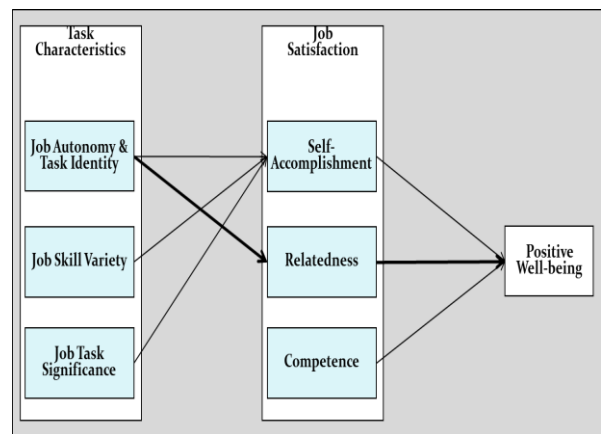 Task
Characteristics
Job Autonomy &
Task Identity
Job Skill Variety
Job Task
Significance
Job
Satisfaction
Self-
Accomplishment
Relatedness
Competence
Positive
Well-being